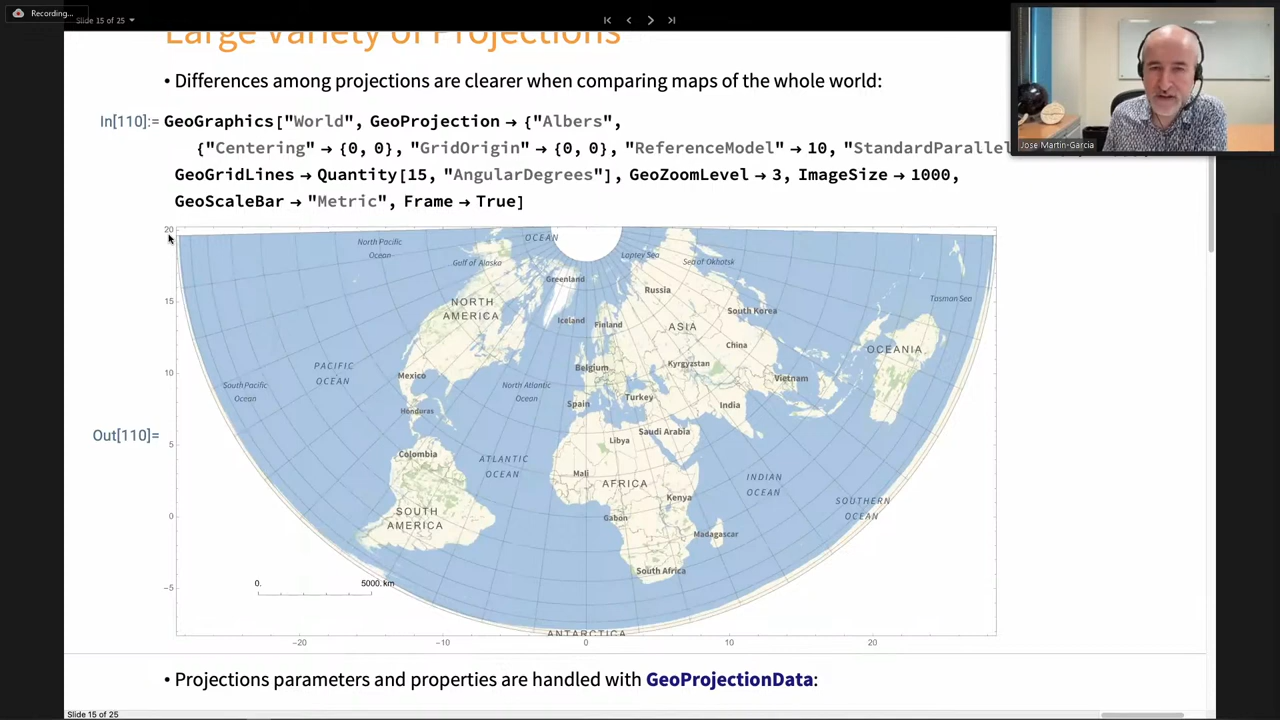 Recording...
Slide 15 of 25
Large Variety of Projections
• Differences among projections are clearer when comparing maps of the whole world:
In[110]:= GeoGraphics["World", GeoProjection → {"Albers",
{"Centering" → {0, 0}, "GridOrigin" → {0, 0}, "ReferenceModel" → 10, "StandardParallel
GeoGridLines → Quantity[15, "AngularDegrees"], GeoZoomLevel → 3, ImageSize → 1000,
GeoScaleBar → "Metric", Frame → True]
Jose Martin-Garcia
Out[110]=
20
15
10
5
0
−5
−20
−10
0
10
20
North Pacific
Ocean
OCEAN
Gulf of Alaska
Laptev Sea
Sea of Okhotsk
Greenland
Russia
Tasman Sea
NORTH
AMERICA
Iceland
Finland
South Korea
ASIA
China
OCEANIA
PACIFIC
OCEAN
Belgium
Kyrgyzstan
Mexico
Vietnam
South Pacific
Ocean
North Atlantic
Ocean
Spain
Turkey
India
Honduras
Saudi Arabia
Libya
Colombia
ATLANTIC
OCEAN
Mali
AFRICA
INDIAN
OCEAN
Kenya
SOUTHERN
OCEAN
SOUTH
AMERICA
Gabon
Madagascar
South Africa
0.
5000. km
ANTARCTICA
• Projections parameters and properties are handled with GeoProjectionData:
Slide 15 of 25